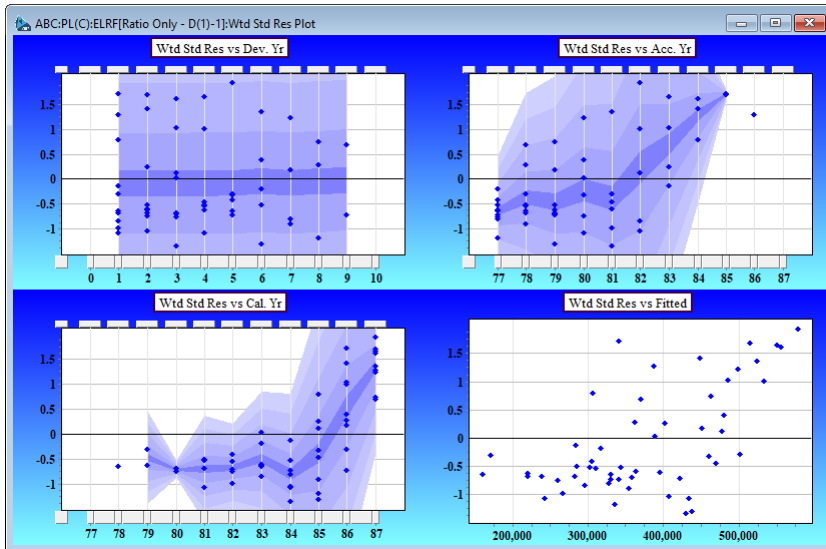 ABC:PL(C):ELRF[Ratio Only - D(1)-1]:Wtd Std Res Plot
Wtd Std Res vs Dev. Yr
1.5
1
0.5
0
-0.5
-1
0 1 2 3 4 5 6 7 8 9 10
Wtd Std Res vs Acc. Yr
1.5
1
0.5
0
-0.5
-1
77 78 79 80 81 82 83 84 85 86 87
Wtd Std Res vs Cal. Yr
1.5
1
0.5
0
-0.5
-1
77 78 79 80 81 82 83 84 85 86 87
Wtd Std Res vs Fitted
1.5
1
0.5
0
-0.5
-1
200,000 300,000 400,000 500,000